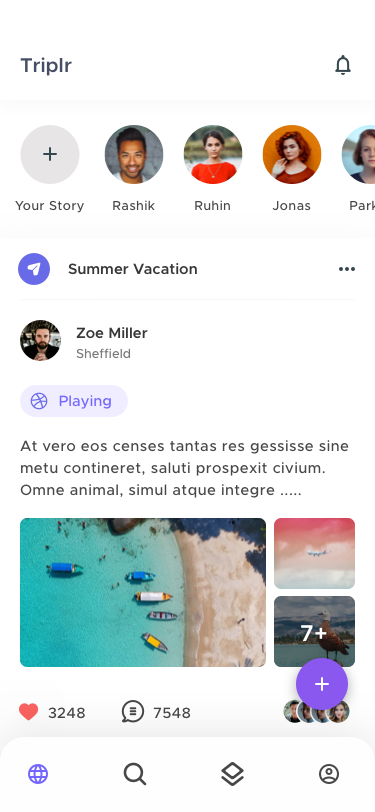 Triplr
Your Story
Rashik
Ruhin
Jonas
Park
Summer Vacation
Zoe Miller
Sheffield
Playing
At vero eos censes tantas res gessisse sine
metu contineret, saluti prospexit civium.
Omne animal, simul atque integre .....
7+
3248
7548